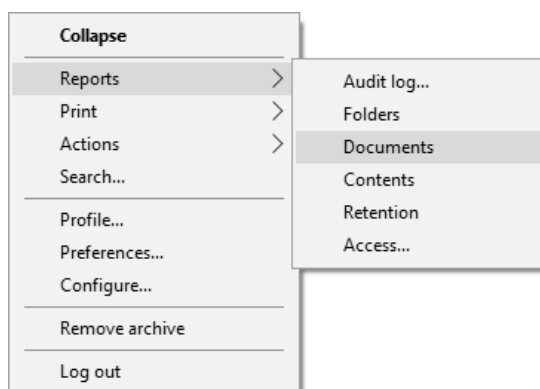 Collapse
Reports
Print
Actions
Search...
Profile...
Preferences...
Configure...
Remove archive
Log out
Audit log...
Folders
Documents
Contents
Retention
Access...